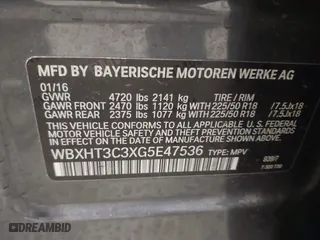 MFD BY BAYERISCHE MOTOREN WERKE AG
01/16
GVWR 4720 lbs 2141 kg TIRE / RIM
GAWR FRONT 2470 lbs 1120 kg WITH 225/50 R18 / 7.5Jx18
GAWR REAR 2375 lbs 1077 kg WITH 225/50 R18 / 7.5Jx18
THIS VEHICLE CONFORMS TO ALL APPLICABLE U.S. FEDERAL
MOTOR VEHICLE SAFETY, BUMPER, AND THEFT PREVENTION
STANDARDS IN EFFECT ON THE DATE OF MANUFACTURE SHOWN ABOVE.
WBXHT3C3XG5E47536 TYPE: MPV